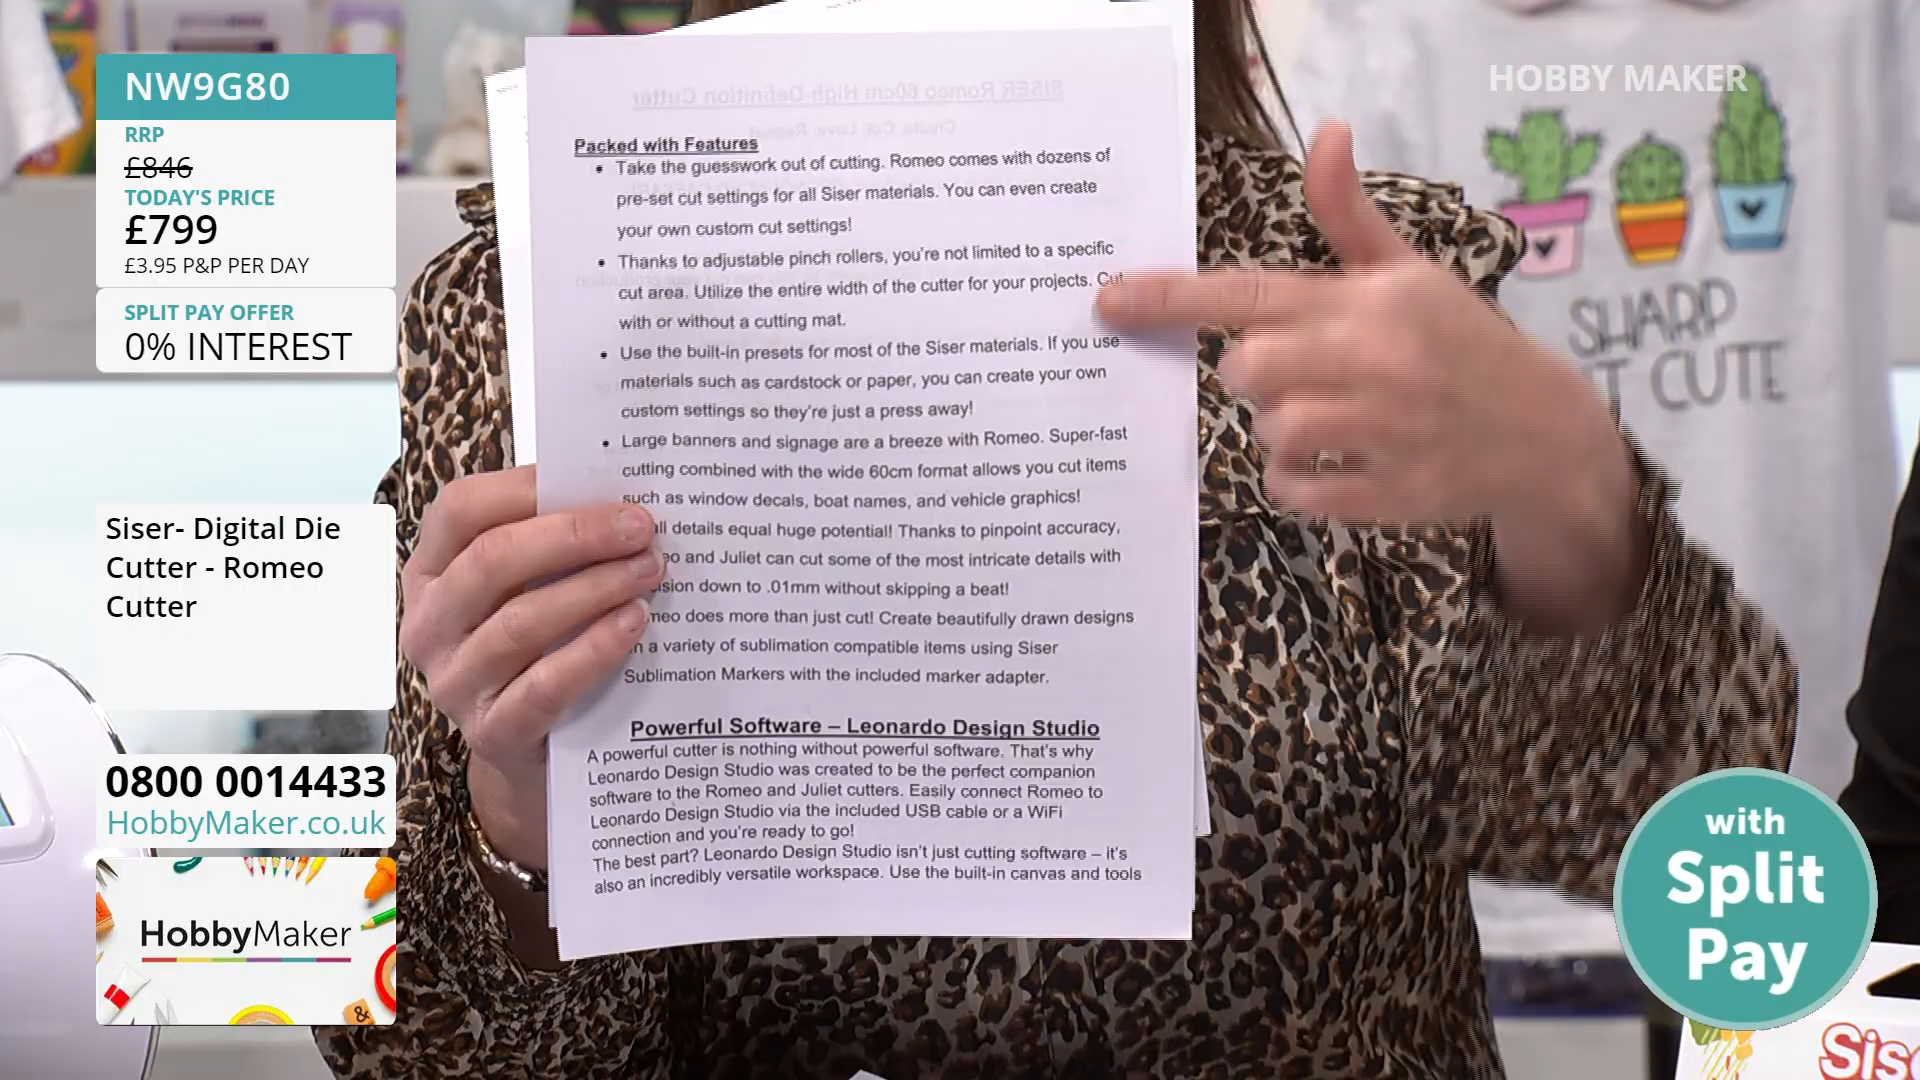 NW9G80
RRP
£846
TODAY'S PRICE
£799
£3.95 P&P PER DAY
SPLIT PAY OFFER
0% INTEREST
Siser- Digital Die
Cutter - Romeo
Cutter
0800 0014433
HobbyMaker.co.uk
HobbyMaker
&
SISER Romeo 60cm High-Definition Cutter
Packed with Features
• Take the guesswork out of cutting. Romeo comes with dozens of
pre-set cut settings for all Siser materials. You can even create
your own custom cut settings!
• Thanks to adjustable pinch rollers, you're not limited to a specific
cut area. Utilize the entire width of the cutter for your projects. Cut
with or without a cutting mat.
• Use the built-in presets for most of the Siser materials. If you use
materials such as cardstock or paper, you can create your own
custom settings so they're just a press away!
• Large banners and signage are a breeze with Romeo. Super-fast
cutting combined with the wide 60cm format allows you cut items
such as window decals, boat names, and vehicle graphics!
details equal huge potential! Thanks to pinpoint accuracy,
and Juliet can cut some of the most intricate details with
down to .01mm without skipping a beat!
does more than just cut! Create beautifully drawn designs
a variety of sublimation compatible items using Siser
Sublimation Markers with the included marker adapter.
Powerful Software – Leonardo Design Studio
A powerful cutter is nothing without powerful software. That's why
Leonardo Design Studio was created to be the perfect companion
software to the Romeo and Juliet cutters. Easily connect Romeo to
Leonardo Design Studio via the included USB cable or a WiFi
connection and you're ready to go!
The best part? Leonardo Design Studio isn't just cutting software – it's
also an incredibly versatile workspace. Use the built-in canvas and tools
HOBBY MAKER
SHARP
CUTE
with
Split
Pay